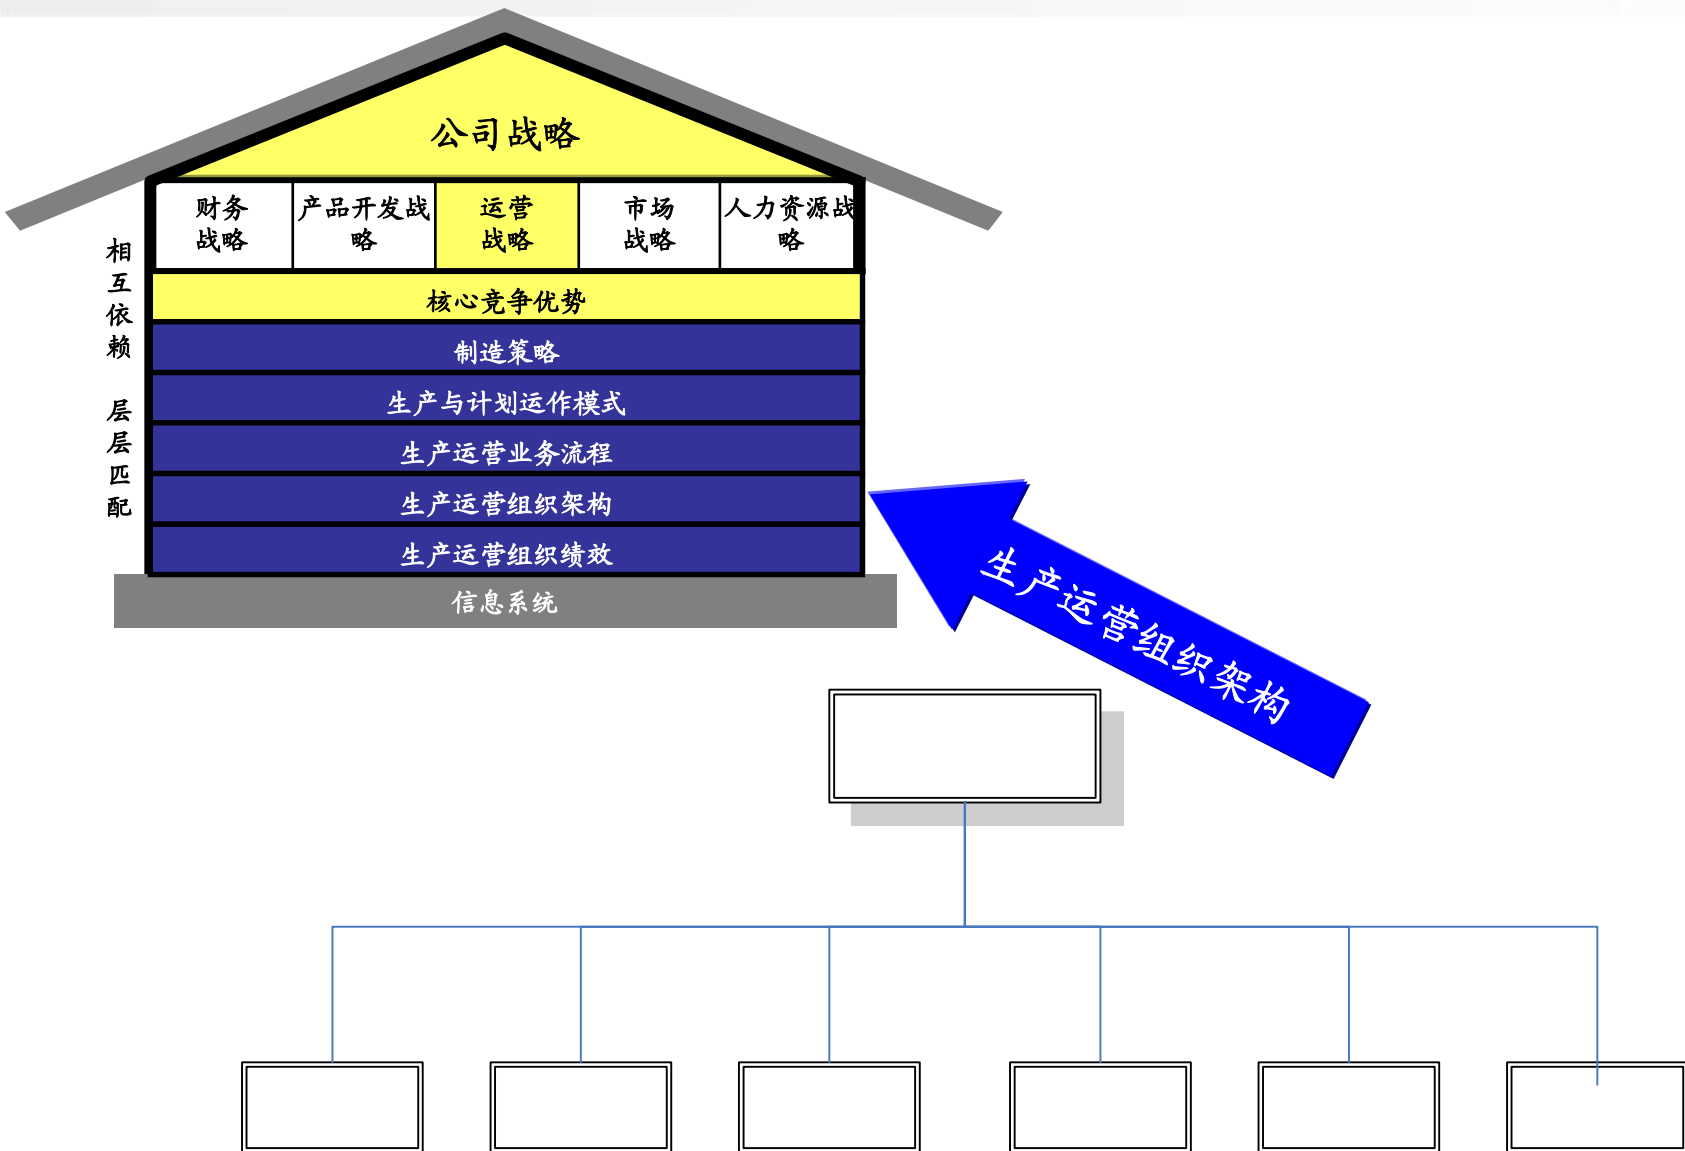 公司战略
财务
战略
产品开发战
略
运营
战略
市场
战略
人力资源战
略
相
互
依
赖
层
层
匹
配
核心竞争优势
制造策略
生产与计划运作模式
生产运营业务流程
生产运营组织架构
生产运营组织绩效
信息系统
生产运营组织架构